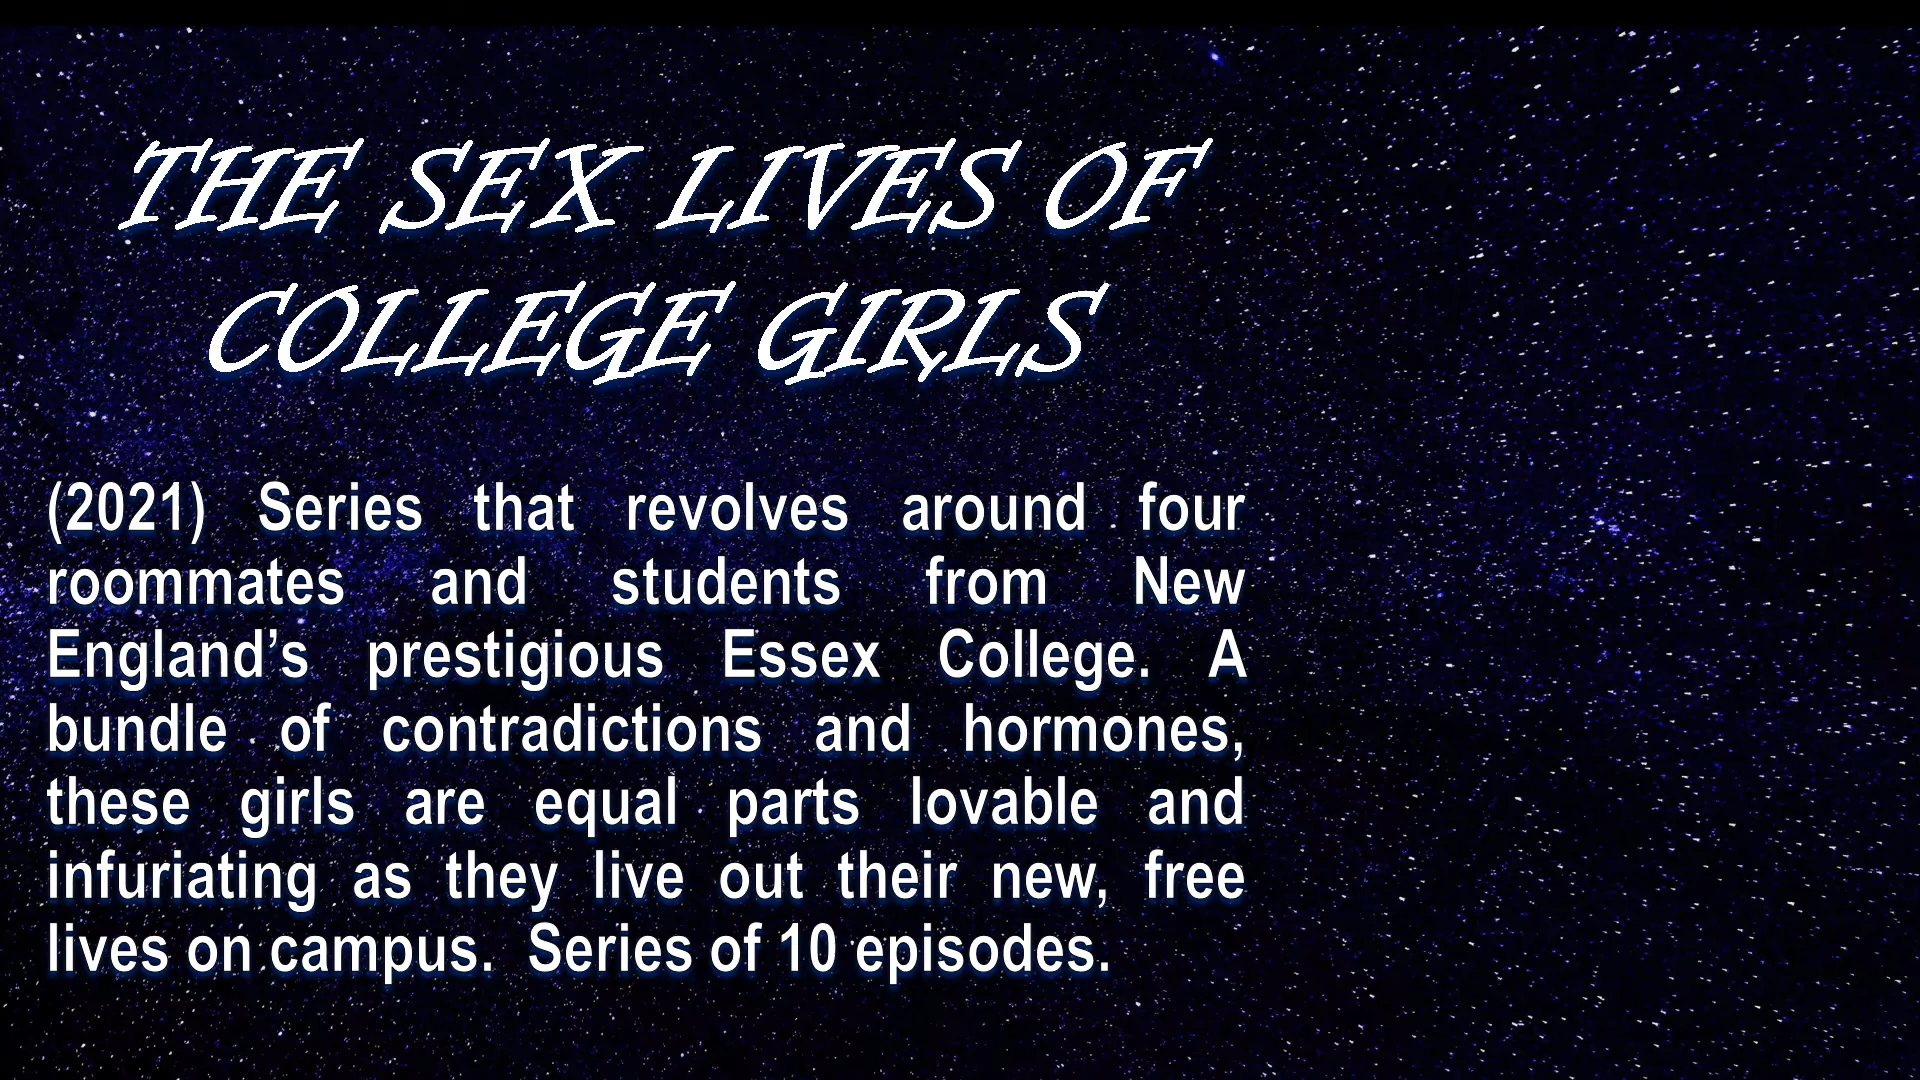 THE SEX LIVES OF
COLLEGE GIRLS
(2021) Series that revolves around four
roommates and students from New
England’s prestigious Essex College. A
bundle of contradictions and hormones,
these girls are equal parts lovable and
infuriating as they live out their new, free
lives on campus.  Series of 10 episodes.